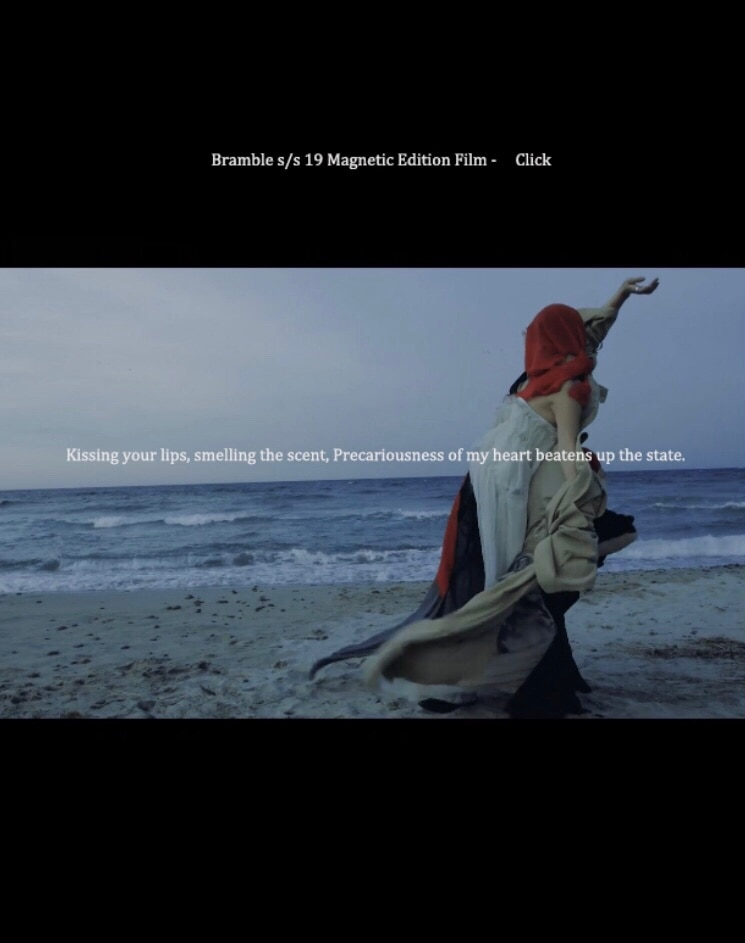 Bramble s/s 19 Magnetic Edition Film - Click
Kissing your lips, smelling the scent, Precariousness of my heart beatens up the state.